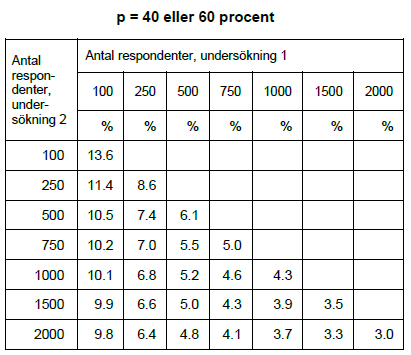 p = 40 eller 60 procent
Antal
respon-
denter,
under-
sökning 2
Antal respondenter, undersökning 1
100 250 500 750 1000 1500 2000
% % % % % % %
100 13.6
250 11.4 8.6
500 10.5 7.4 6.1
750 10.2 7.0 5.5 5.0
1000 10.1 6.8 5.2 4.6 4.3
1500 9.9 6.6 5.0 4.3 3.9 3.5
2000 9.8 6.4 4.8 4.1 3.7 3.3 3.0